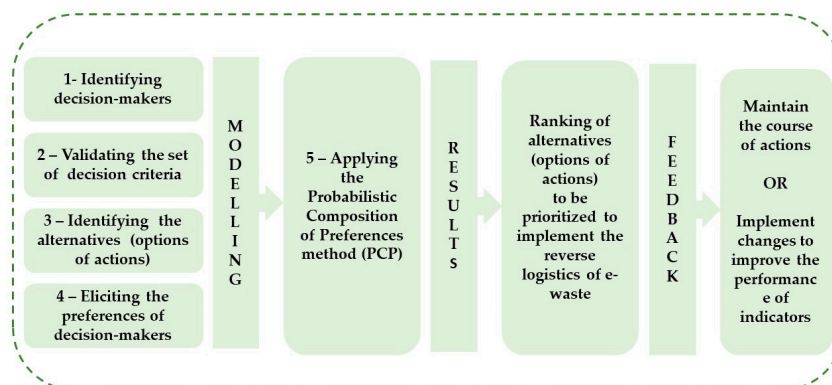 1- Identifying
decision-makers
2 – Validating the set
of decision criteria
3 – Identifying the
alternatives (options
of actions)
4 – Eliciting the
preferences of
decision-makers
M
O
D
E
L
L
I
N
G
5 – Applying
the
Probabilistic
Composition
of Preferences
method (PCP)
R
E
S
U
L
T
S
Ranking of
alternatives
(options of
actions)
to be
prioritized to
implement the
reverse
logistics of e-
waste
F
E
E
D
B
A
C
K
Maintain
the course
of actions
OR
Implement
changes to
improve the
performanc
e of
indicators